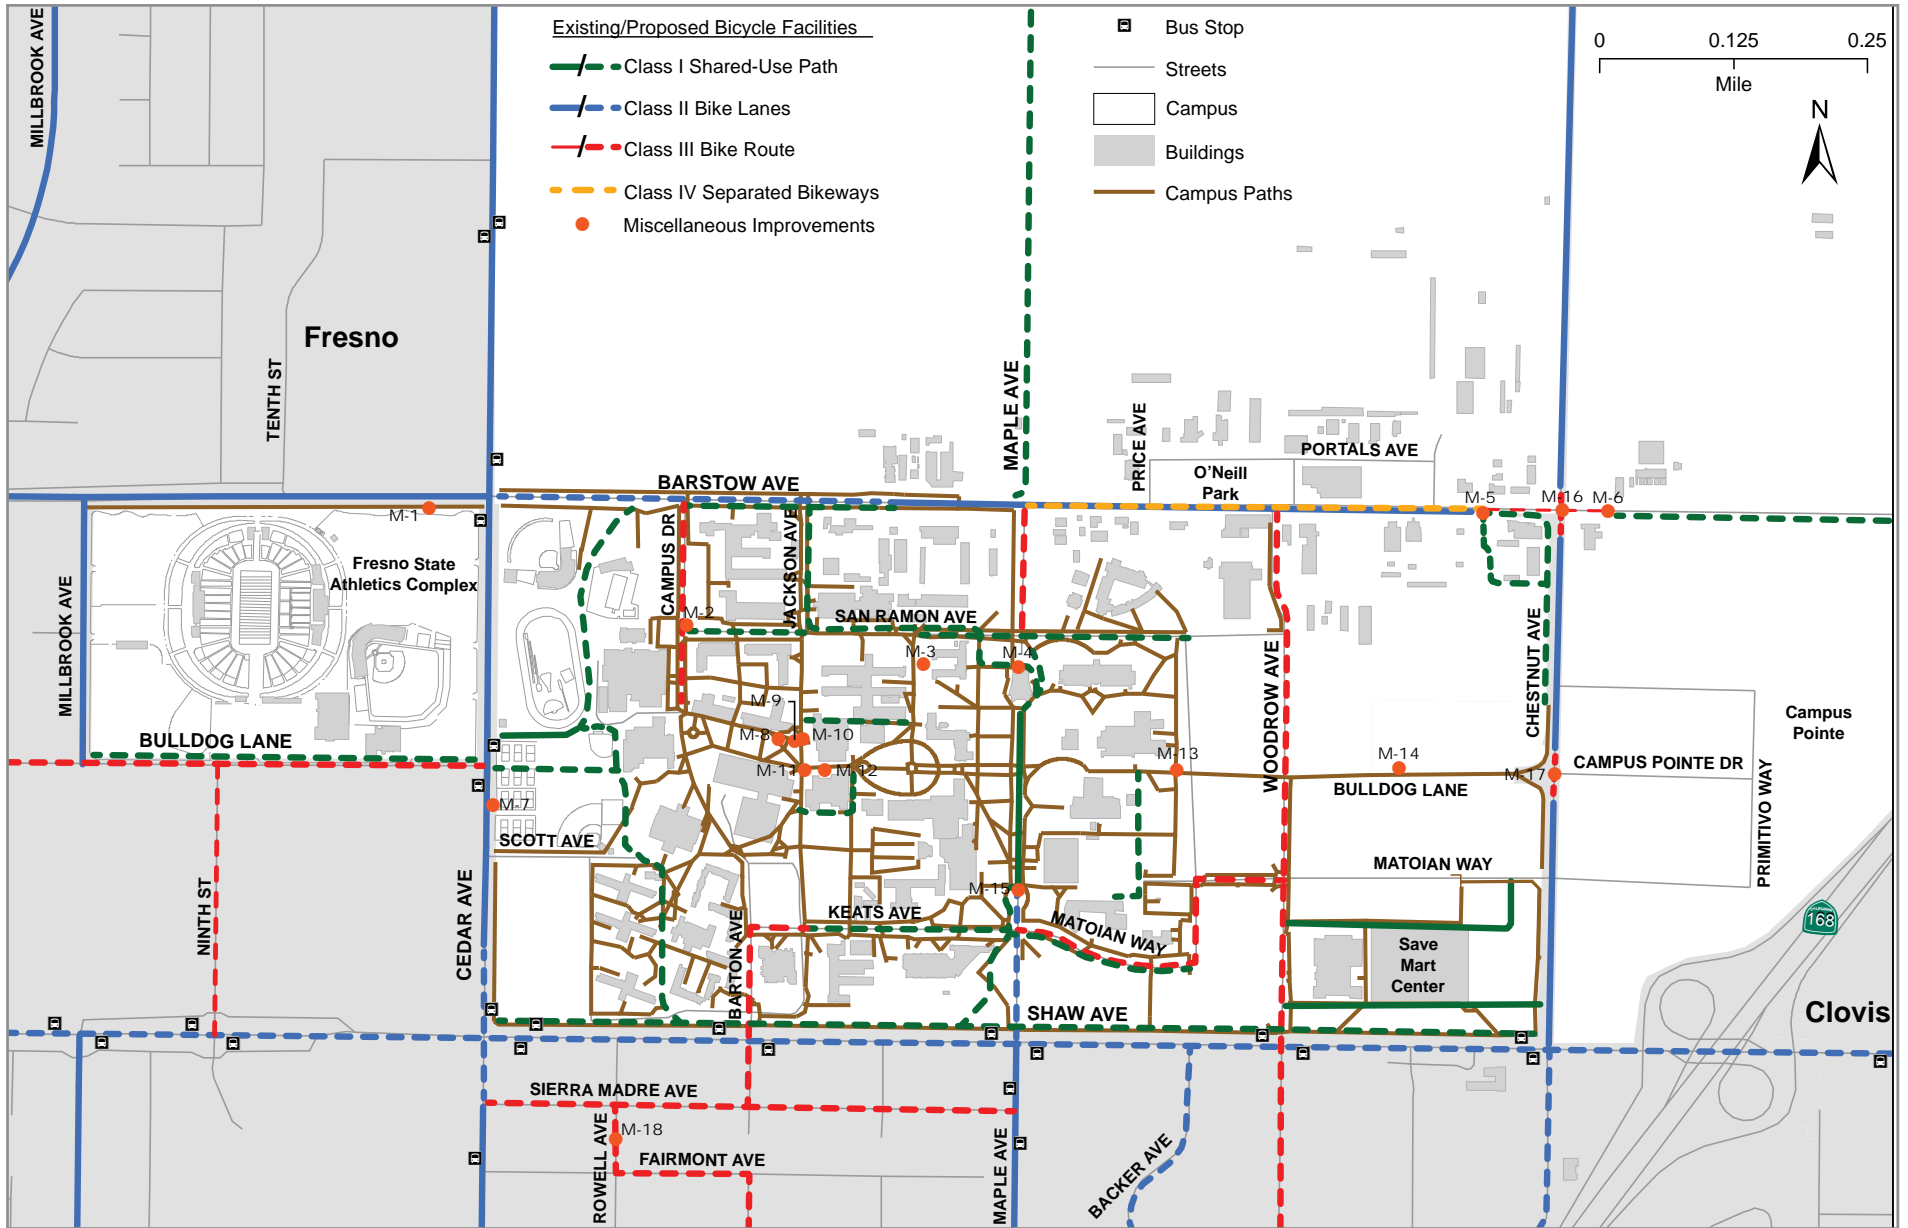 Existing/Proposed Bicycle Facilities
Class I Shared-Use Path
Class II Bike Lanes
Class III Bike Route
Class IV Separated Bikeways
Miscellaneous Improvements
Bus Stop
Streets
Campus
Buildings
Campus Paths
0 0.125 0.25
Mile
N
MILLBROOK AVE
Fresno
TENTH ST
MAPLE AVE
PRICE AVE
PORTALS AVE
O'Neill
Park
BARSTOW AVE
M-1
M-5
M-16
M-6
Fresno State
Athletics Complex
CAMPUS DR
JACKSON AVE
M-2
SAN RAMON AVE
M-3
M-4
MILLBROOK AVE
WOODROW AVE
CHESTNUT AVE
M-9
M-8
M-10
M-11
M-12
M-13
M-14
M-17
Campus
Pointe
CAMPUS POINTE DR
BULLDOG LANE
BULLDOG LANE
M-7
SCOTT AVE
PRIMITIVO WAY
MATOIAN WAY
NINTH ST
CEDAR AVE
BARTON AVE
KEATS AVE
M-15
MATOIAN WAY
CALIFORNIA
168
Save
Mart
Center
SHAW AVE
Clovis
SIERRA MADRE AVE
ROWELL AVE
M-18
FAIRMONT AVE
MAPLE AVE
BACKER AVE